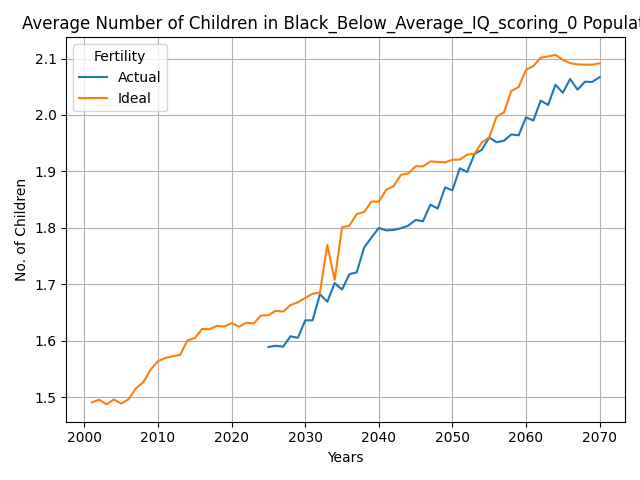 Average Number of Children in Black_Below_Average_IQ_scoring_0 Populat
Fertility
Actual
Ideal
No. of Children
2.1
2.0
1.9
1.8
1.7
1.6
1.5
2000 2010 2020 2030 2040 2050 2060 2070
Years